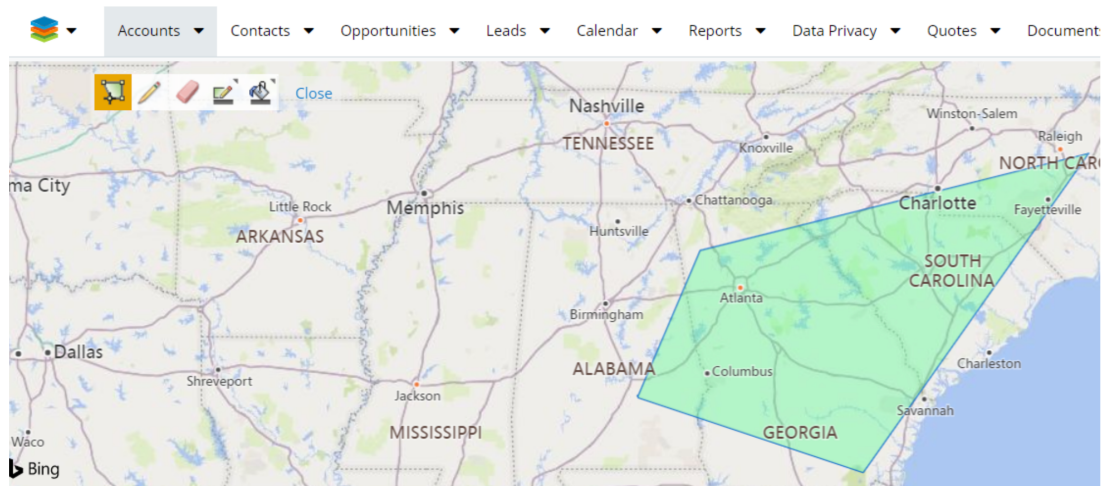 Accounts Contacts Opportunities Leads Calendar Reports Data Privacy Quotes Document
Close
Nashville
Winston-Salem
TENNESSEE
Knoxville
Raleigh
NORTH CAR
ma City
Chattanooga
Little Rock
Memphis
Charlotte
Fayetteville
ARKANSAS
Huntsville
SOUTH
CAROLINA
Atlanta
Birmingham
Dallas
Charleston
ALABAMA
Columbus
Shreveport
Jackson
Savannah
MISSISSIPPI
GEORGIA
Waco
Bing